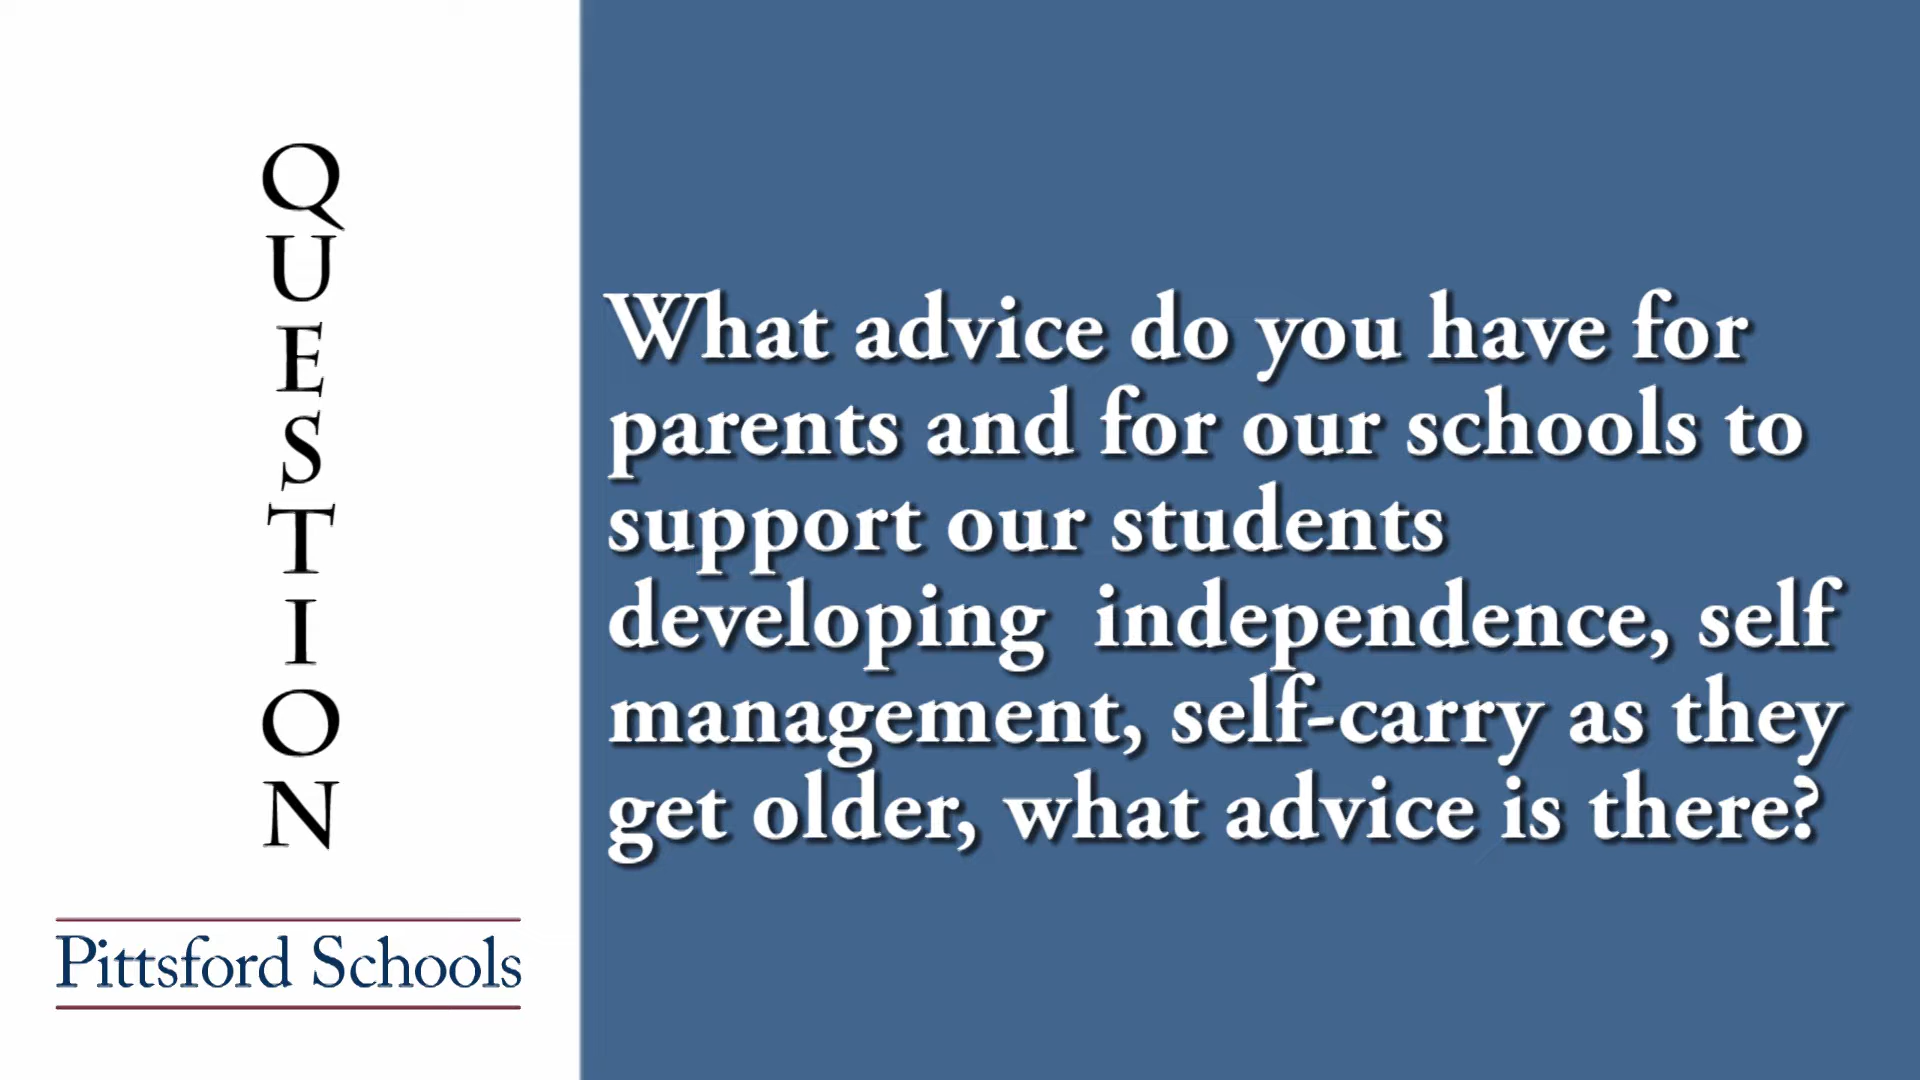 QUESTION
Pittsford Schools
What advice do you have for
parents and for our schools to
support our students
developing  independence, self
management, self-carry as they
get older, what advice is there?